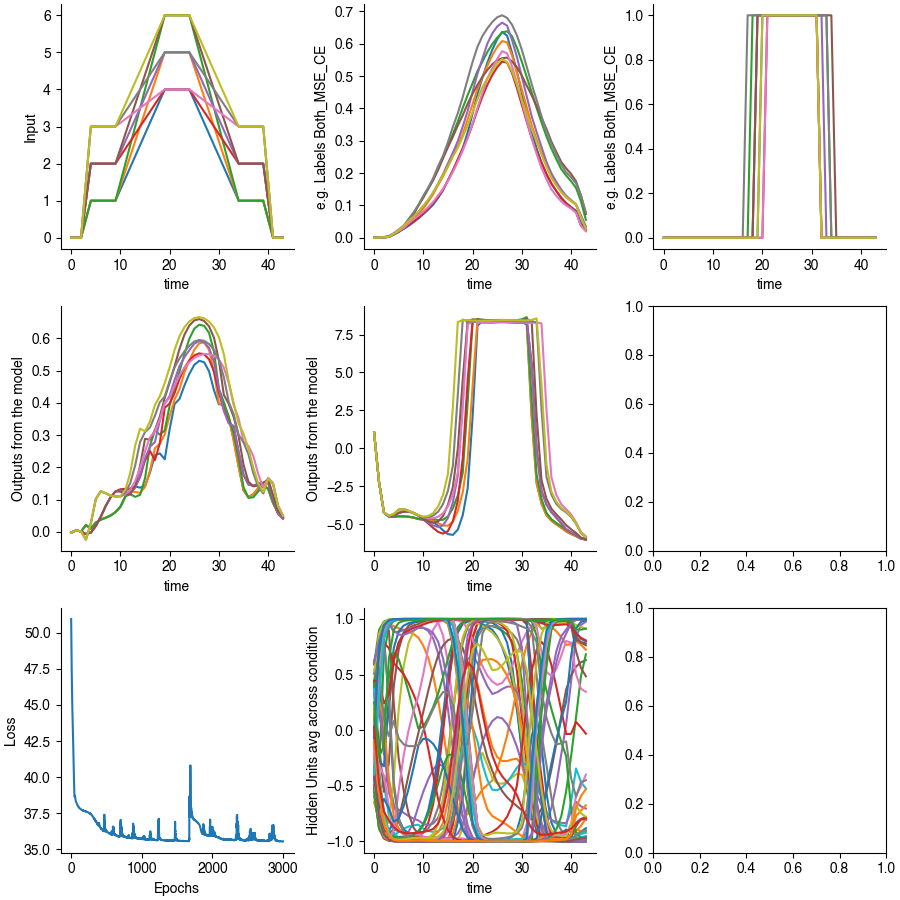 6
5
4
3
2
1
0
Input
0 10 20 30 40
time
0.7
0.6
0.5
0.4
0.3
0.2
0.1
0.0
e.g. Labels Both_MSE_CE
0 10 20 30 40
time
1.0
0.8
0.6
0.4
0.2
0.0
e.g. Labels Both_MSE_CE
0 20 40
time
0.6
0.5
0.4
0.3
0.2
0.1
0.0
Outputs from the model
0 10 20 30 40
time
7.5
5.0
2.5
0.0
−2.5
−5.0
Outputs from the model
0 10 20 30 40
time
1.0
0.8
0.6
0.4
0.2
0.0
0.0 0.2 0.4 0.6 0.8 1.0
50.0
47.5
45.0
42.5
40.0
37.5
35.0
Loss
0 1000 2000 3000
Epochs
1.0
0.5
0.0
−0.5
−1.0
Hidden Units avg across condition
0 10 20 30 40
time
1.0
0.8
0.6
0.4
0.2
0.0
0.0 0.2 0.4 0.6 0.8 1.0